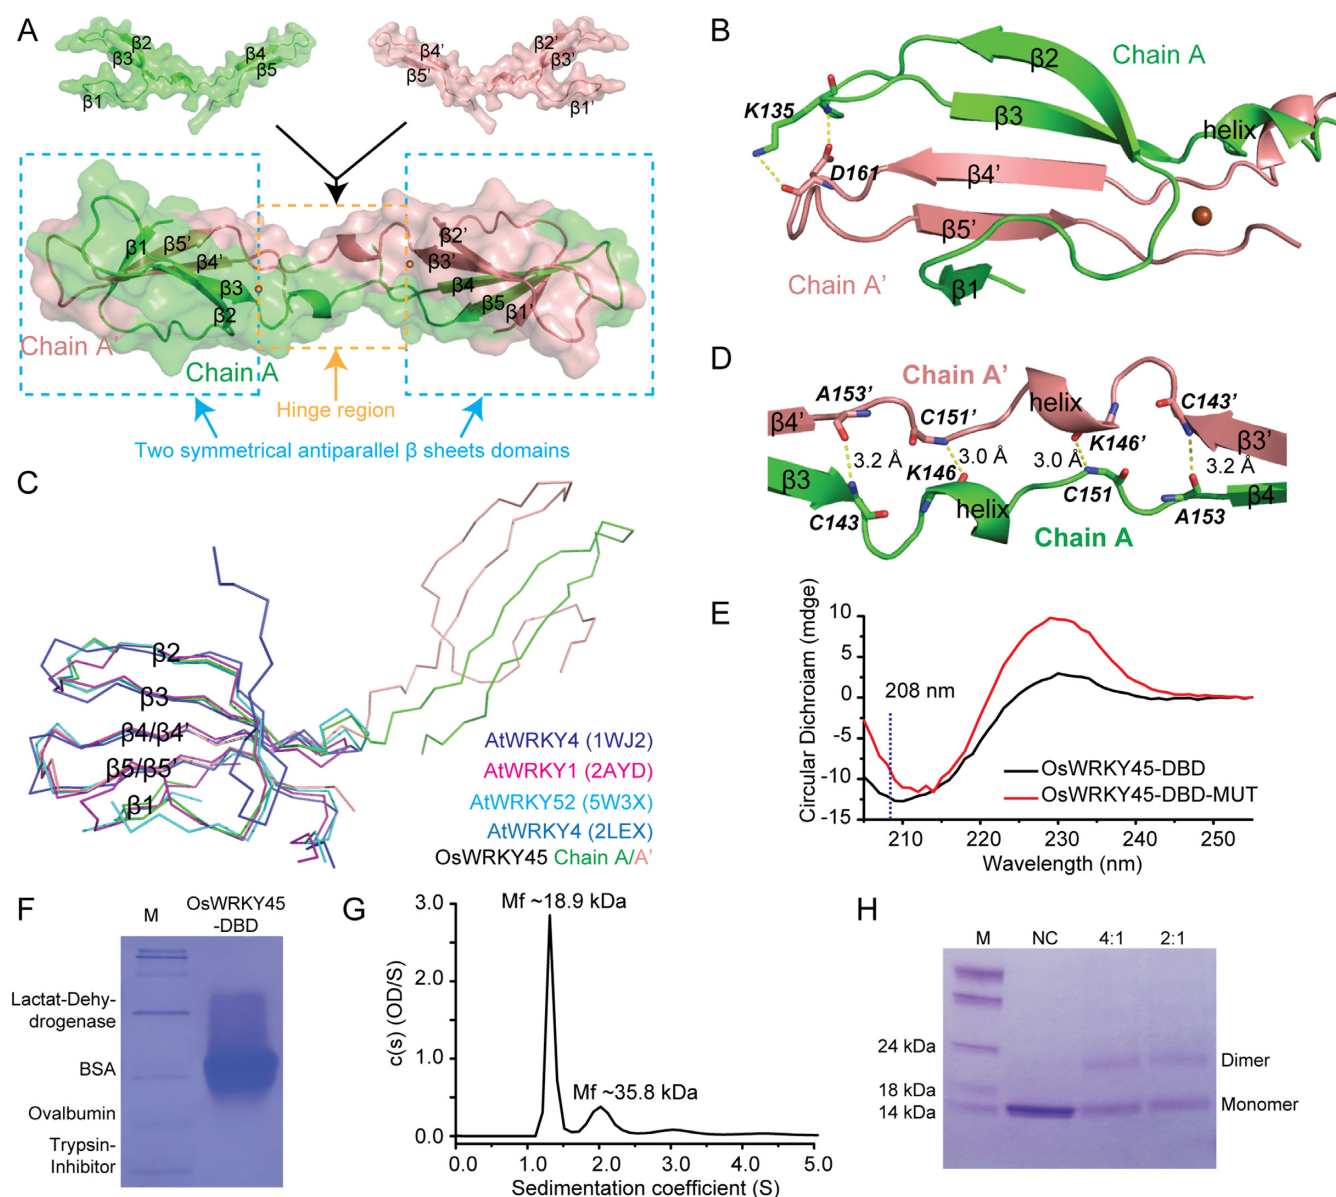 A
β2
β3
β1
β4
β5
β4'
β5'
β2'
β3'
β1'
β1
β5'
β4'
β3
β2
β2'
β3'
β4
β5
β1'
Chain A'
Chain A
Hinge region
Two symmetrical antiparallel β sheets domains
B
β2
Chain A
K135
β3
helix
D161
β4'
β5'
Chain A'
β1
C
β2
β3
β4/β4'
β5/β5'
β1
AtWRKY4 (1WJ2)
AtWRKY1 (2AYD)
AtWRKY52 (5W3X)
AtWRKY4 (2LEX)
OsWRKY45 Chain A/A'
D
Chain A'
A153'
C143'
β4'
C151'
helix
K146'
β3'
3.2 Å
3.0 Å
3.0 Å
3.2 Å
β3
K146
C151
β4
C143
helix
A153
Chain A
E
Circular Dichroiam (mdge)
10
5
0
-5
-10
-15
208 nm
OsWRKY45-DBD
OsWRKY45-DBD-MUT
210
220
230
240
250
Wavelength (nm)
F
M
OsWRKY45
-DBD
Lactat-Dehy-
drogenase
BSA
Ovalbumin
Trypsin-
Inhibitor
G
Mf ~18.9 kDa
Mf ~35.8 kDa
c(s) (OD/S)
3.0
2.0
1.0
0.0
0.0
1.0
2.0
3.0
4.0
5.0
Sedimentation coefficient (S)
H
M
NC
4:1
2:1
24 kDa
18 kDa
14 kDa
Dimer
Monomer